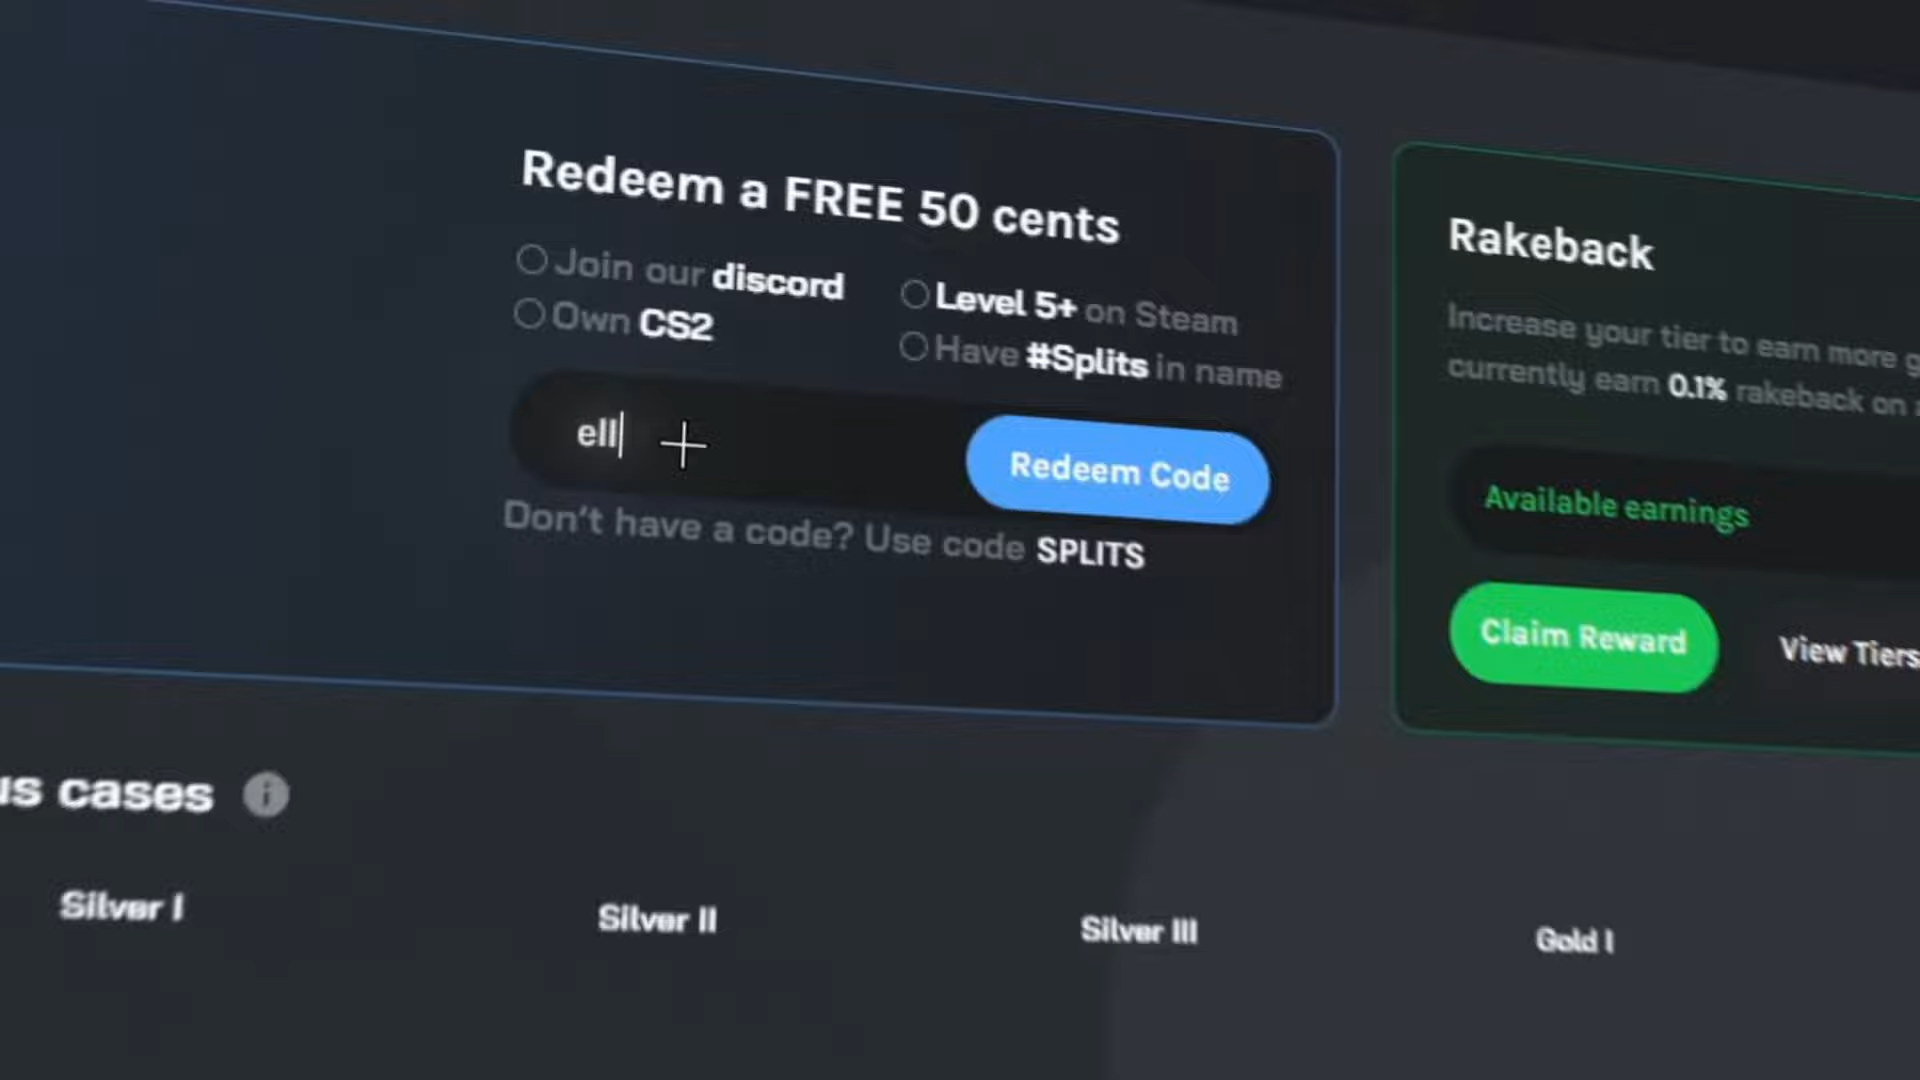 Redeem a FREE 50 cents
Join our discord
Level 5+ on Steam
Own CS2
Have #Splits in name
ell
Redeem Code
Don't have a code? Use code SPLITS
Rakeback
Increase your tier to earn more
currently earn 0.1% rakeback on
Available earnings
Claim Reward
View Tiers
cases
Silver I
Silver II
Silver III
Gold I